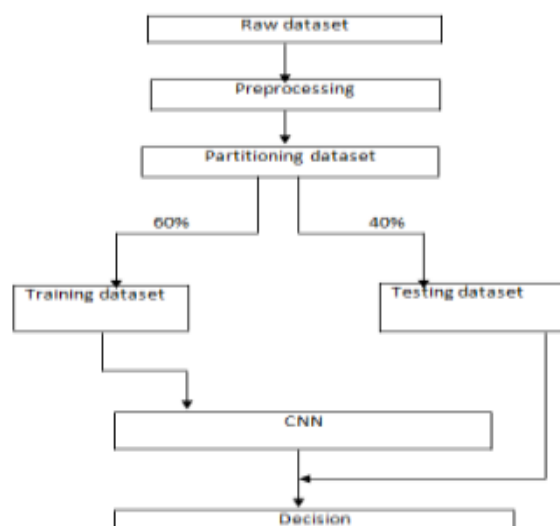 Raw dataset
Preprocessing
Partitioning dataset
60%
40%
Training dataset
Testing dataset
CNN
Decision